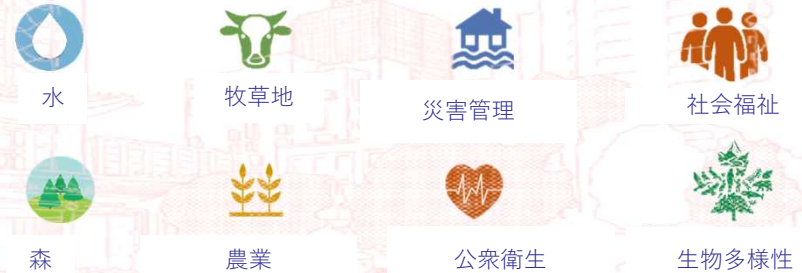 水
牧草地
災害管理
社会福祉
森
農業
公衆衛生
生物多様性